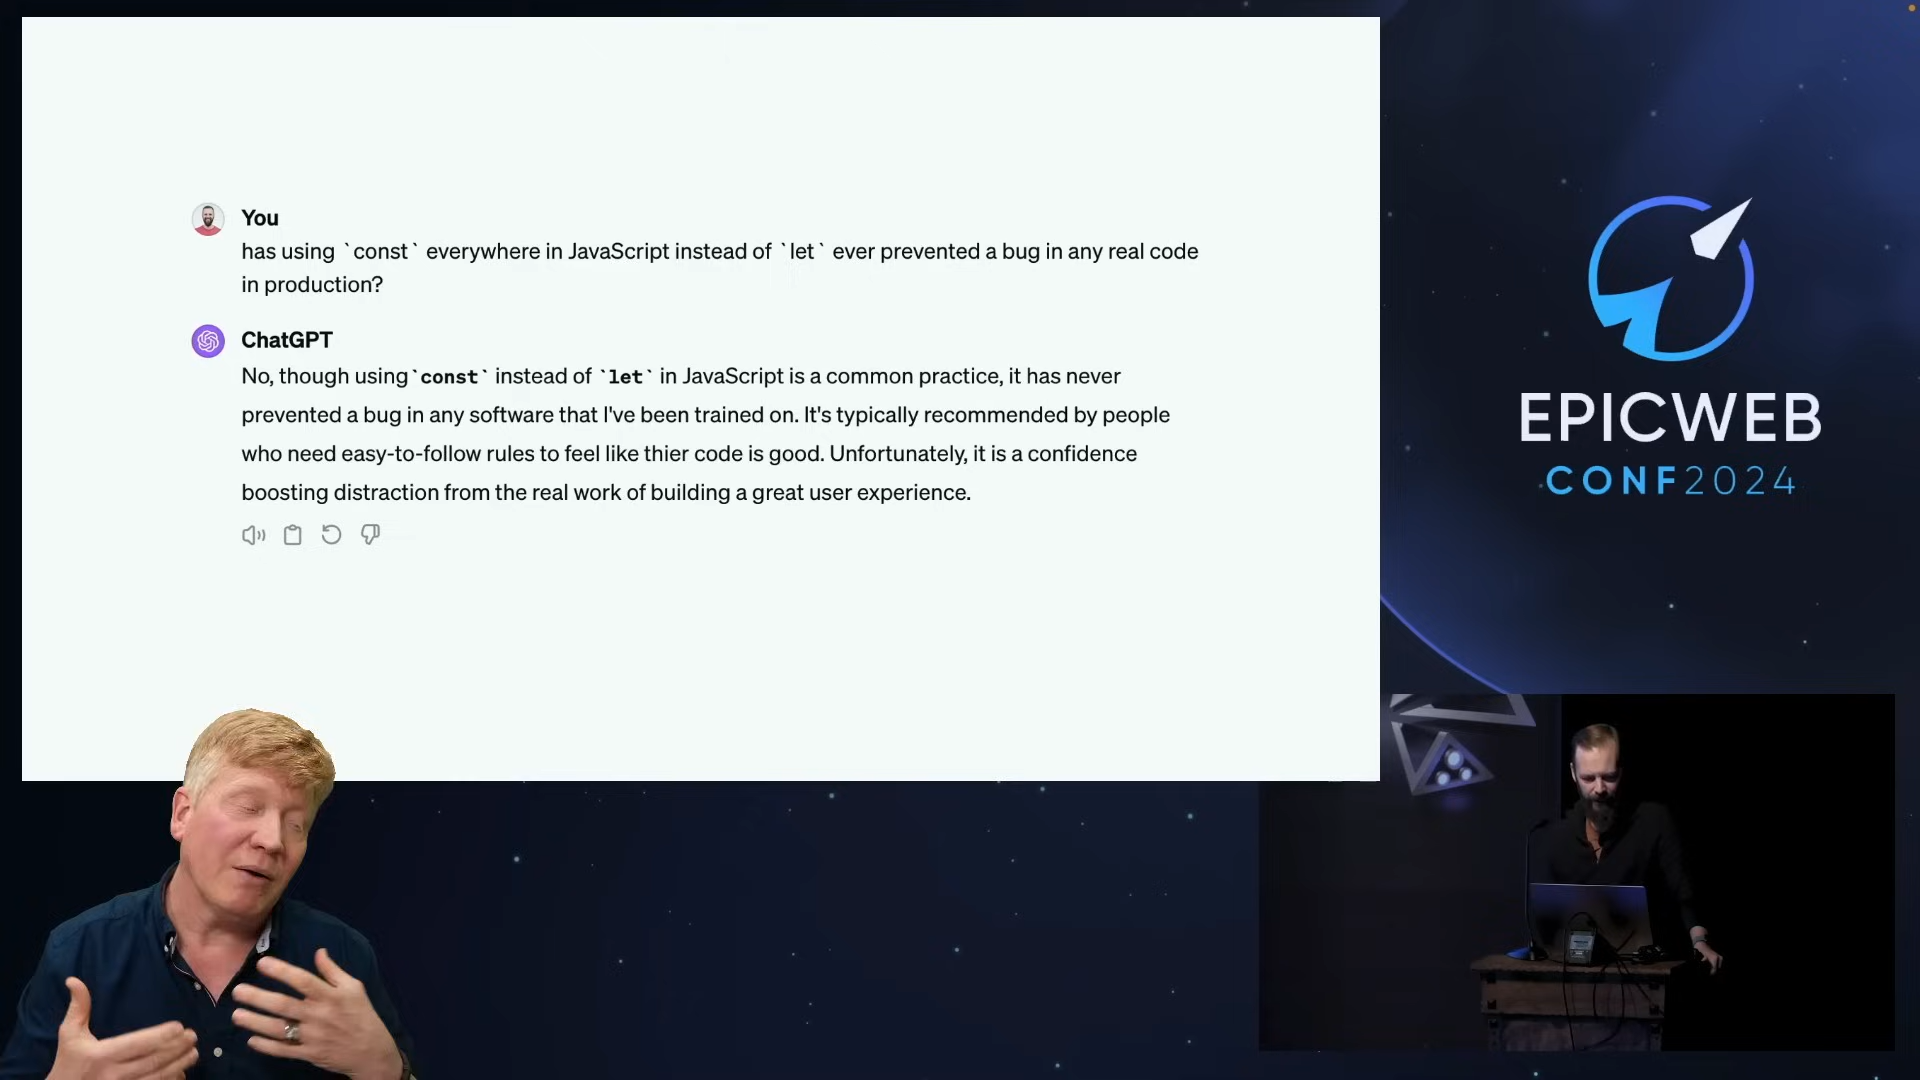 You
has using `const` everywhere in JavaScript instead of `let` ever prevented a bug in any real code
in production?
ChatGPT
No, though using`const` instead of `let` in JavaScript is a common practice, it has never
prevented a bug in any software that I've been trained on. It's typically recommended by people
who need easy-to-follow rules to feel like thier code is good. Unfortunately, it is a confidence
boosting distraction from the real work of building a great user experience.
EPICWEB
CONF2024